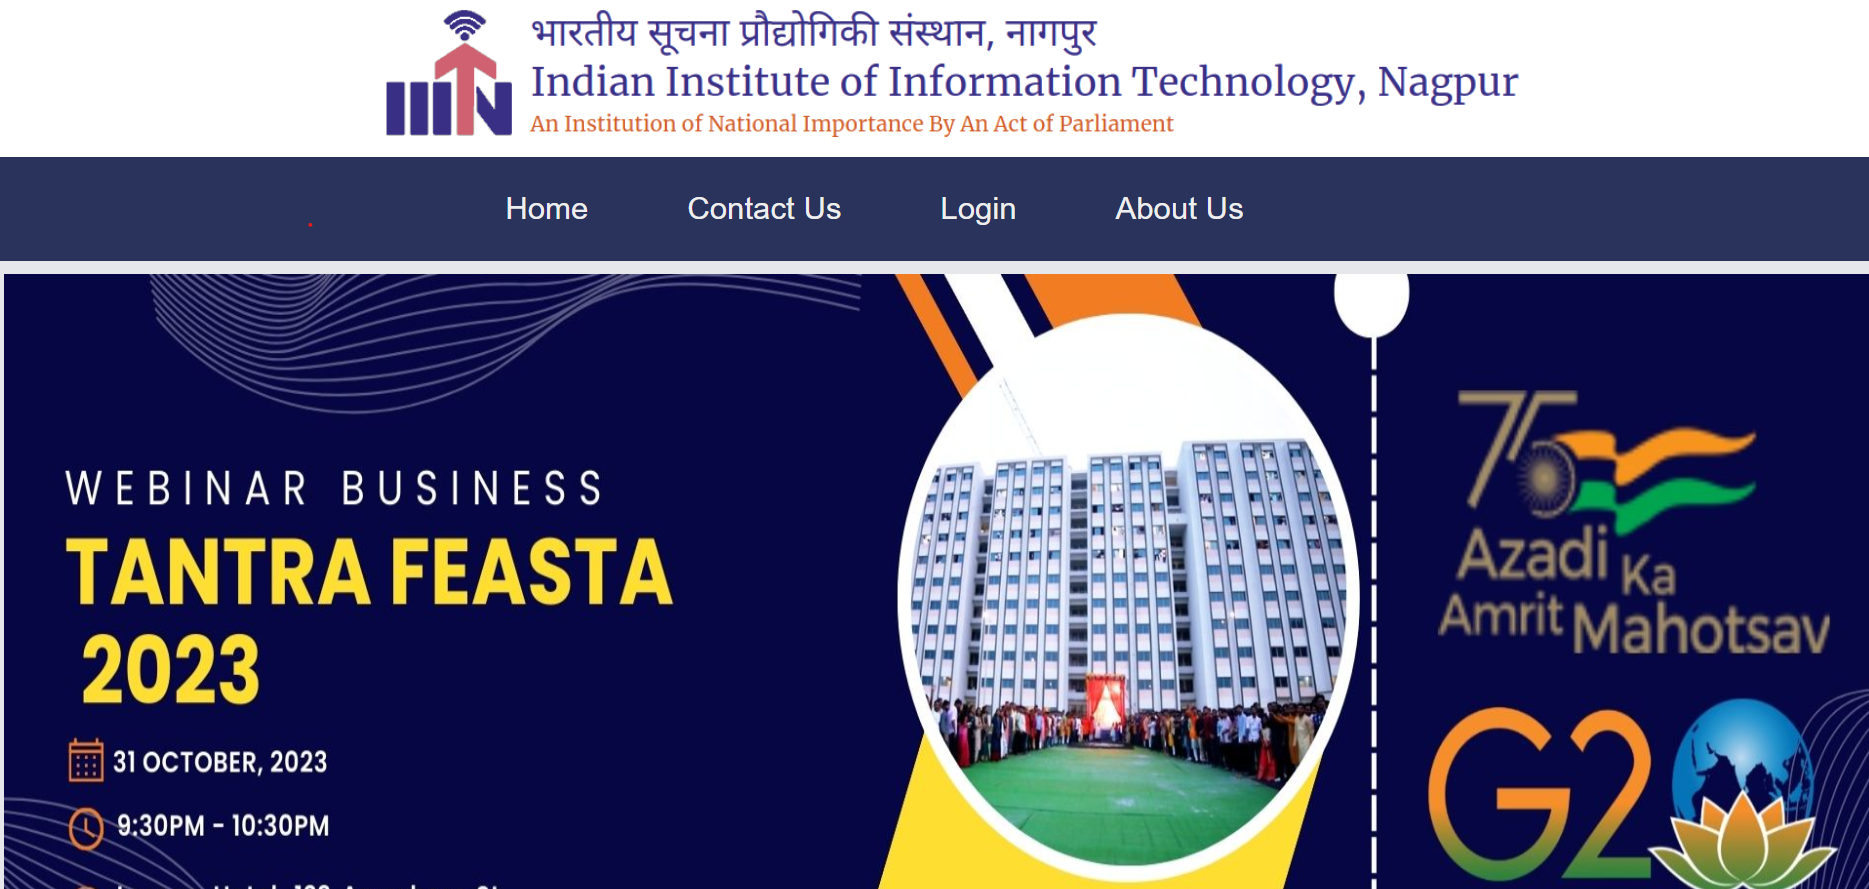 भारतीय सूचना प्रौद्योगिकी संस्थान, नागपुर
IIITN
Indian Institute of Information Technology, Nagpur
An Institution of National Importance By An Act of Parliament
Home Contact Us Login About Us
WEBINAR BUSINESS
TANTRA FEASTA
2023
31 OCTOBER, 2023
9:30PM - 10:30PM
75
Azadi Ka
Amrit Mahotsav
G20